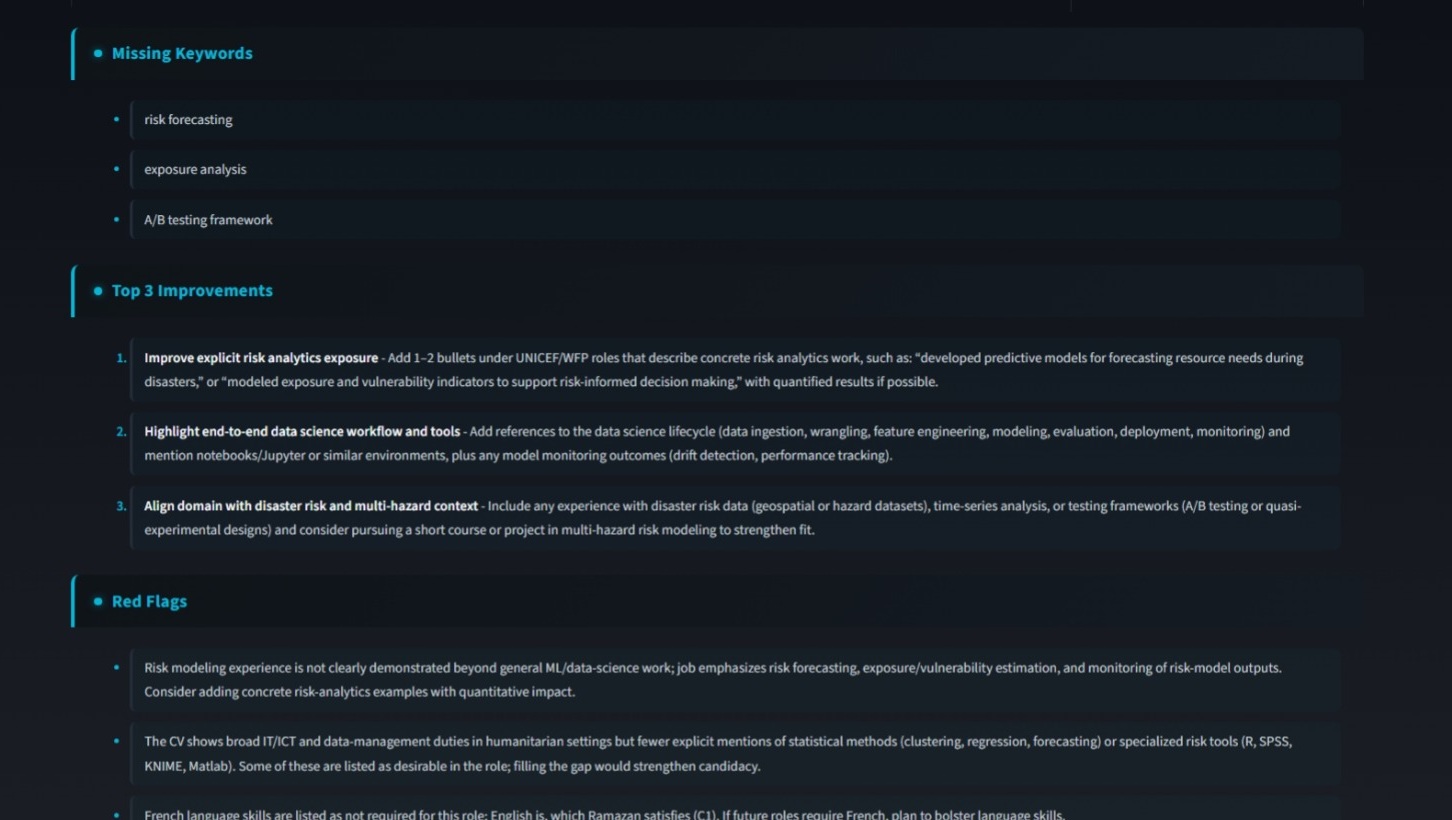 Missing Keywords
risk forecasting
exposure analysis
A/B testing framework
Top 3 Improvements
1. Improve explicit risk analytics exposure - Add 1–2 bullets under UNICEF/WFP roles that describe concrete risk analytics work, such as: “developed predictive models for forecasting resource needs during
disasters,” or “modeled exposure and vulnerability indicators to support risk-informed decision making,” with quantified results if possible.
2. Highlight end-to-end data science workflow and tools - Add references to the data science lifecycle (data ingestion, wrangling, feature engineering, modeling, evaluation, deployment, monitoring) and
mention notebooks/Jupyter or similar environments, plus any model monitoring outcomes (drift detection, performance tracking).
3. Align domain with disaster risk and multi-hazard context - Include any experience with disaster risk data (geospatial or hazard datasets), time-series analysis, or testing frameworks (A/B testing or quasi-
experimental designs) and consider pursuing a short course or project in multi-hazard risk modeling to strengthen fit.
Red Flags
Risk modeling experience is not clearly demonstrated beyond general ML/data-science work; job emphasizes risk forecasting, exposure/vulnerability estimation, and monitoring of risk-model outputs.
Consider adding concrete risk-analytics examples with quantitative impact.
The CV shows broad IT/ICT and data-management duties in humanitarian settings but fewer explicit mentions of statistical methods (clustering, regression, forecasting) or specialized risk tools (R, SPSS,
KNIME, Matlab). Some of these are listed as desirable in the role; filling the gap would strengthen candidacy.
French language skills are listed as not required for this role; English is, which Ramazan satisfies (C1). If future roles require French, plan to bolster language skills.